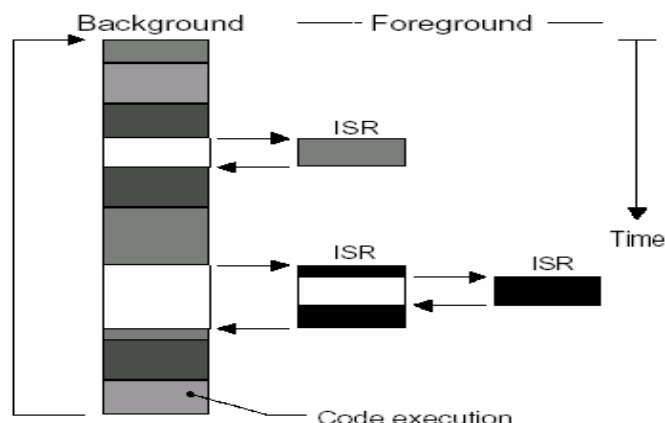 Background
Foreground
ISR
Time
ISR
ISR
Code execution